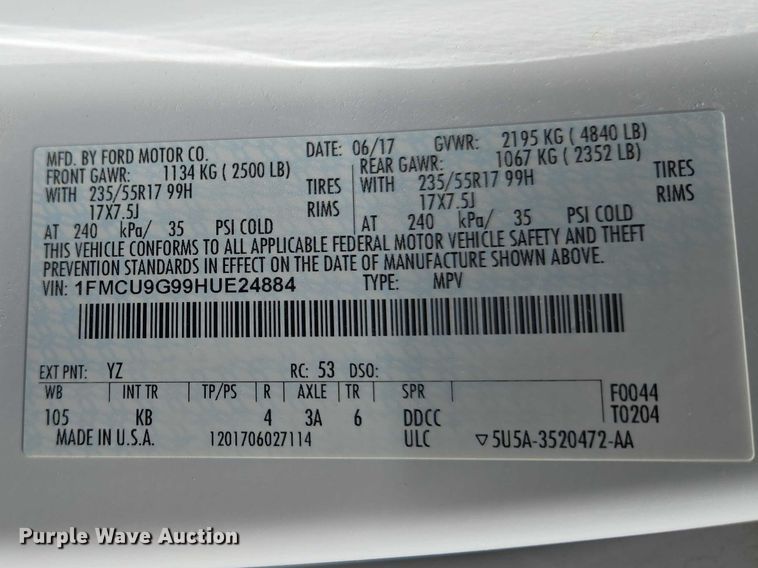 MFD. BY FORD MOTOR CO. DATE: 06/17 GVWR: 2195 KG ( 4840 LB)
FRONT GAWR: 1134 KG ( 2500 LB) REAR GAWR: 1067 KG ( 2352 LB)
WITH 235/55R17 99H TIRES WITH 235/55R17 99H TIRES
17X7.5J RIMS 17X7.5J RIMS
AT 240 kPa/ 35 PSI COLD AT 240 kPa/ 35 PSI COLD
THIS VEHICLE CONFORMS TO ALL APPLICABLE FEDERAL MOTOR VEHICLE SAFETY AND THEFT
PREVENTION STANDARDS IN EFFECT ON THE DATE OF MANUFACTURE SHOWN ABOVE.
VIN: 1FMCU9G99HUE24884 TYPE: MPV
EXT PNT: YZ RC: 53 DSO:
WB INT TR TP/PS R AXLE TR SPR F0044
105 KB 4 3A 6 DDCC T0204
MADE IN U.S.A. 1201706027114 ULC ▽5U5A-3520472-AA
Purple Wave Auction